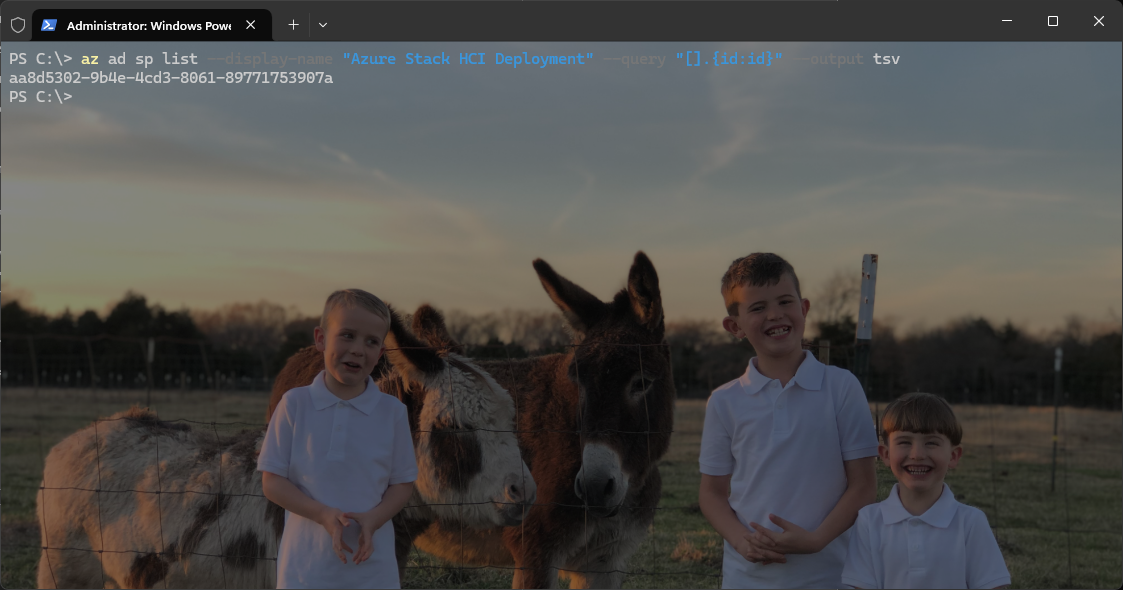 Administrator: Windows Powe
PS C:\> az ad sp list --display-name "Azure Stack HCI Deployment" --query "[].{id:id}" --output tsv
aa8d5302-9b4e-4cd3-8061-89771753907a
PS C:\>